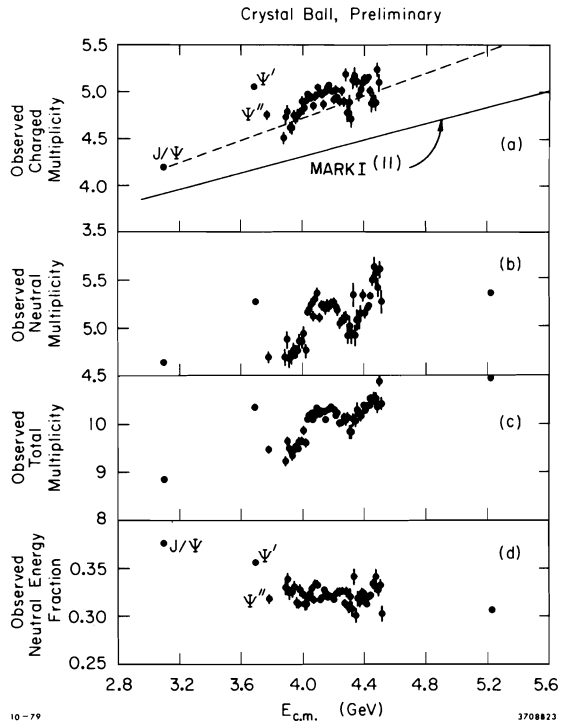 Crystal Ball, Preliminary
Observed
Charged
Multiplicity
5.5
5.0
4.5
4.0
3.5
Ψ′
Ψ″
J/Ψ
MARK I (11)
(a)
Observed
Neutral
Multiplicity
5.5
5.0
4.5
(b)
Observed
Total
Multiplicity
10
9
8
(c)
Observed
Neutral Energy
Fraction
0.35
0.30
0.25
J/Ψ
Ψ′
Ψ″
(d)
2.8 3.2 3.6 4.0 4.4 4.8 5.2 5.6
E c.m. (GeV)
10-79
3708B23